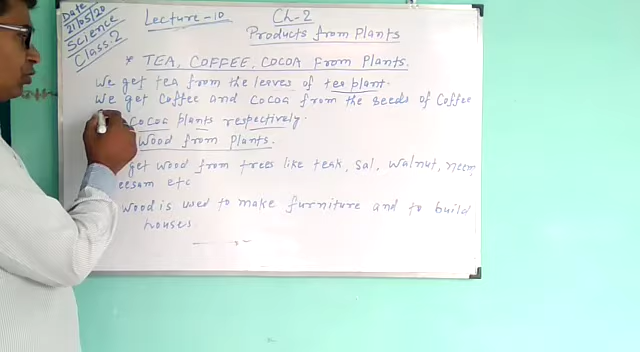 Date
21/05/20
Science
Class:2
Lecture-10
Ch-2
Products from Plants
* TEA, COFFEE, COCOA From Plants.
We get tea from the leaves of tea plant.
We get Coffee and Cocoa from the seeds of Coffee
Cocoa plants respectively.
Wood from plants.
get wood from trees like teak, Sal, Walnut, Neem,
eesam etc
Wood is used to make furniture and to build
houses